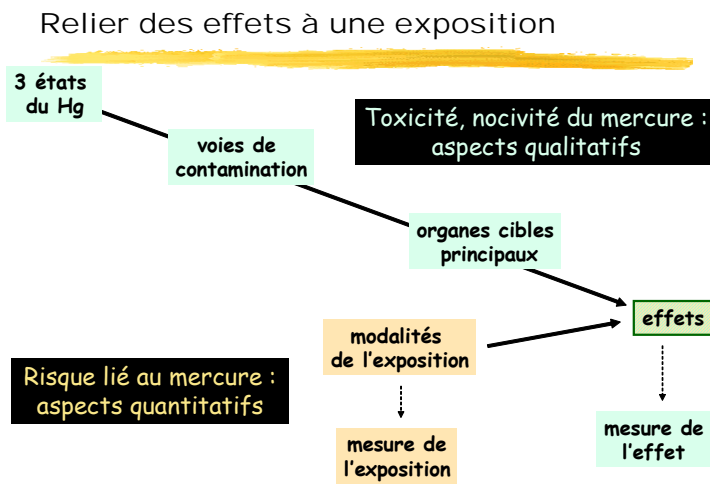 Relier des effets à une exposition
3 états
du Hg
Toxicité, nocivité du mercure :
aspects qualitatifs
voies de
contamination
organes cibles
principaux
effets
modalités
de l'exposition
Risque lié au mercure :
aspects quantitatifs
mesure de
l'effet
mesure de
l'exposition